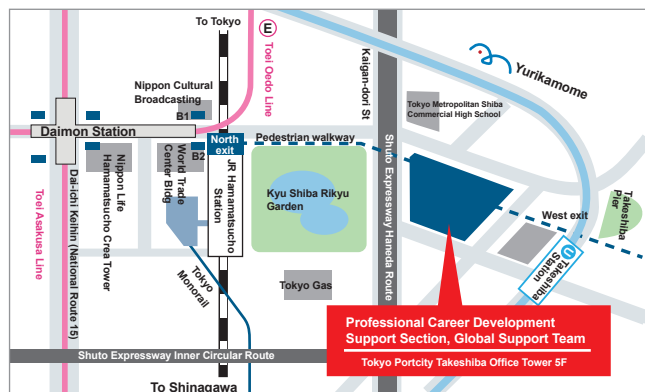 To Tokyo
E
Toei Oedo Line
Nippon Cultural
Broadcasting
B1
Kaigan-dori St
Yurikamome
Tokyo Metropolitan Shiba
Commercial High School
Daimon Station
North
exit
Pedestrian walkway
B2
World Trade
Center Bldg
Nippon Life
Hamamatsucho Crea Tower
JR Hamamatsucho
Station
Kyu Shiba Rikyu
Garden
Shuto Expressway Haneda Route
Takeshiba
Pier
West exit
U
Takeshiba
Station
Toei Asakusa Line
Dai-ichi Keihin (National Route 15)
Tokyo
Monorail
Tokyo Gas
Professional Career Development
Support Section, Global Support Team
Tokyo Portcity Takeshiba Office Tower 5F
Shuto Expressway Inner Circular Route
To Shinagawa